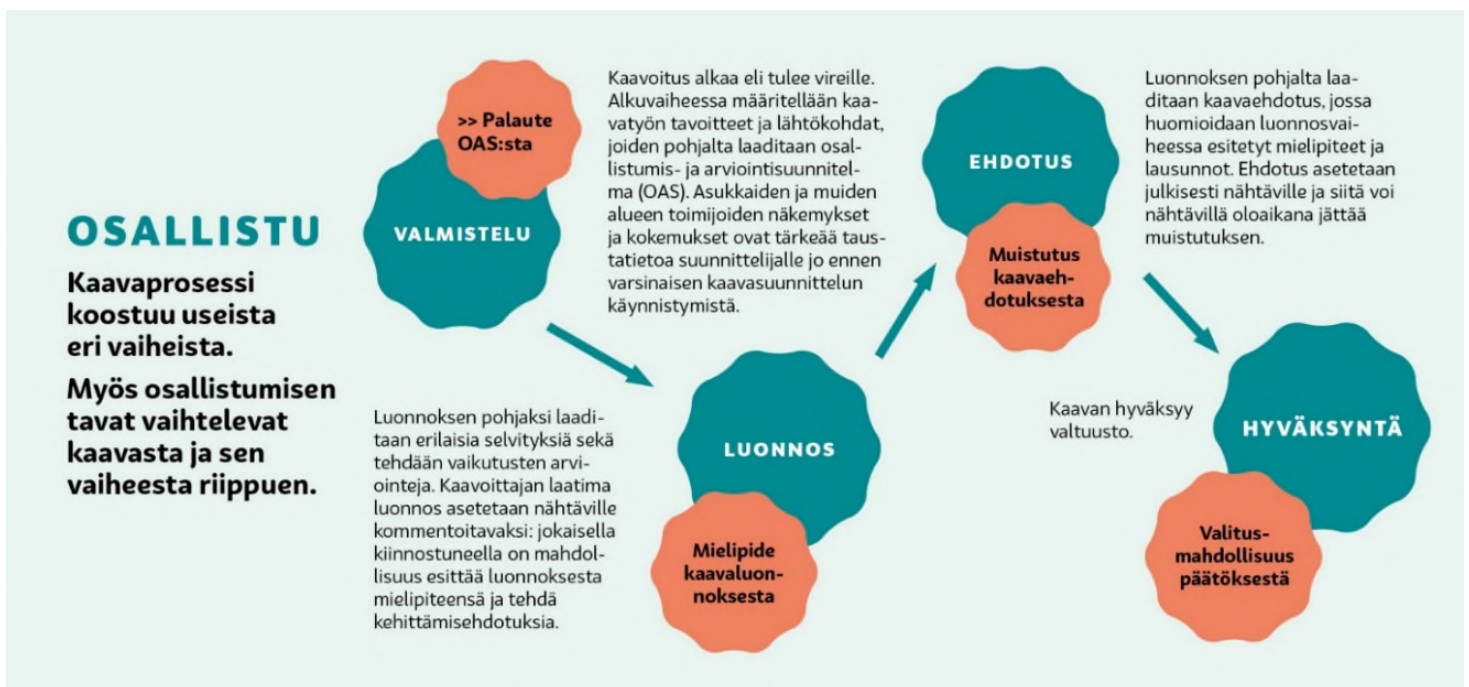 OSALLISTU
Kaavaprosessi
koostuu useista
eri vaiheista.
Myös osallistumisen
tavat vaihtelevat
kaavasta ja sen
vaiheesta riippuen.
>> Palaute
OAS:sta
VALMISTELU
Kaavoitus alkaa eli tulee vireille.
Alkuvaiheessa määritellään kaa-
vatyön tavoitteet ja lähtökohdat,
joiden pohjalta laaditaan osal-
listumis- ja arviointisuunnitel-
ma (OAS). Asukkaiden ja muiden
alueen toimijoiden näkemykset
ja kokemukset ovat tärkeää taus-
tatietoa suunnittelijalle jo ennen
varsinaisen kaavasuunnittelun
käynnistymistä.
Luonnoksen pohjaksi laadi-
taan erilaisia selvityksiä sekä
tehdään vaikutusten arvi-
ointeja. Kaavoittajan laatima
luonnos asetetaan nähtäville
kommentoitavaksi: jokaisella
kiinnostuneella on mahdol-
lisuus esittää luonnoksesta
mielipiteensä ja tehdä
kehittämisehdotuksia.
LUONNOS
Mielipide
kaavaluon-
noksesta
EHDOTUS
Muistutus
kaavaeh-
dotuksesta
Luonnoksen pohjalta laa-
ditaan kaavaehdotus, jossa
huomioidaan luonnosvai-
heessa esitetyt mielipiteet ja
lausunnot. Ehdotus asetetaan
julkisesti nähtäville ja siitä voi
nähtävillä oloaikana jättää
muistutuksen.
Kaavan hyväksyy
valtuusto.
HYVÄKSYNTÄ
Valitus-
mahdollisuus
päätöksestä